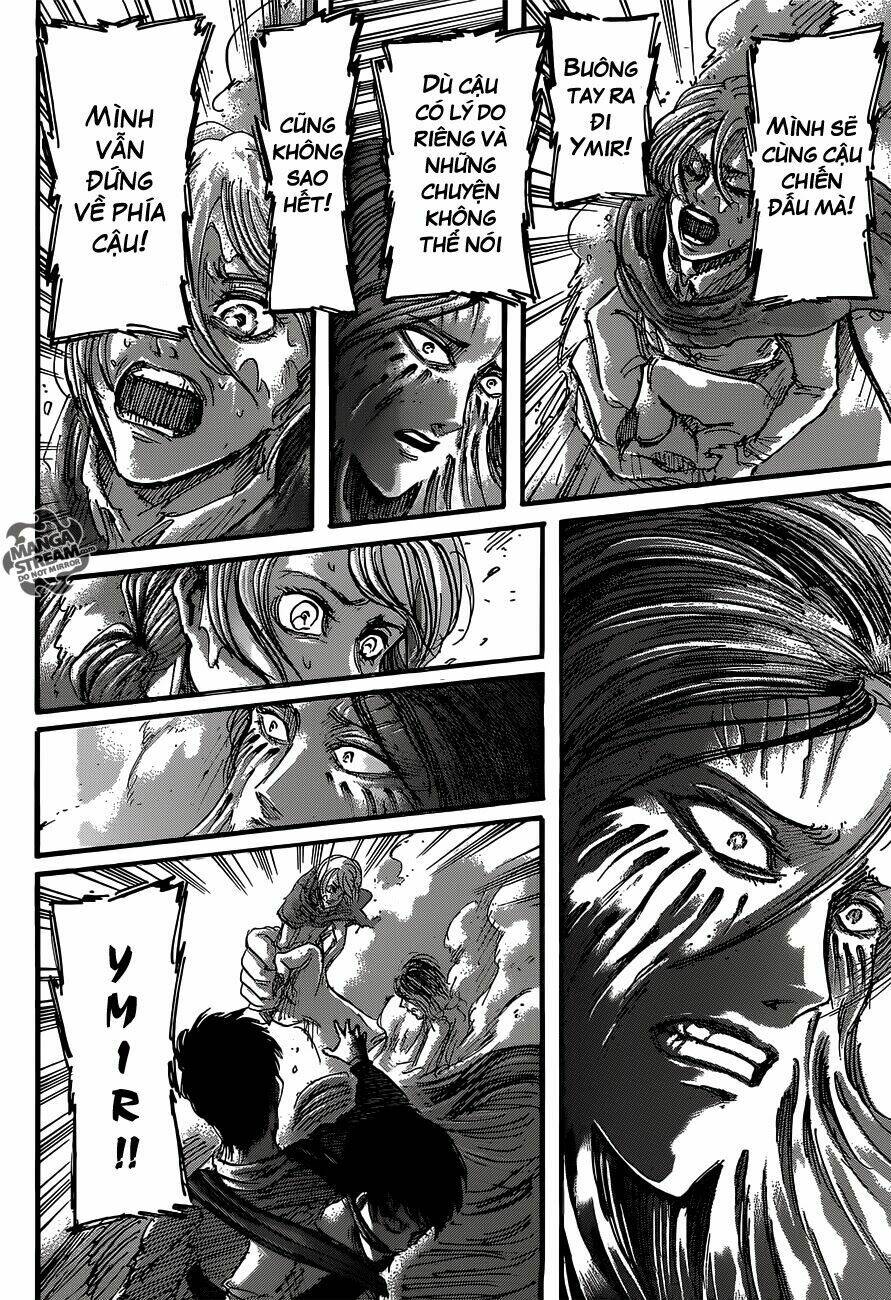 MÌNH SẼ
CÙNG CẬU
CHIẾN
ĐẤU MÀ!
BUÔNG
TAY RA
ĐI
YMIR!
DÙ CẬU
CÓ LÝ DO
RIÊNG VÀ
NHỮNG
CHUYỆN
KHÔNG
THỂ NÓI
CŨNG
KHÔNG
SAO
HẾT!
MÌNH
VẪN
ĐỨNG
VỀ PHÍA
CẬU!
MANGA
STREAM.com
DO NOT MIRROR
YMIR!!